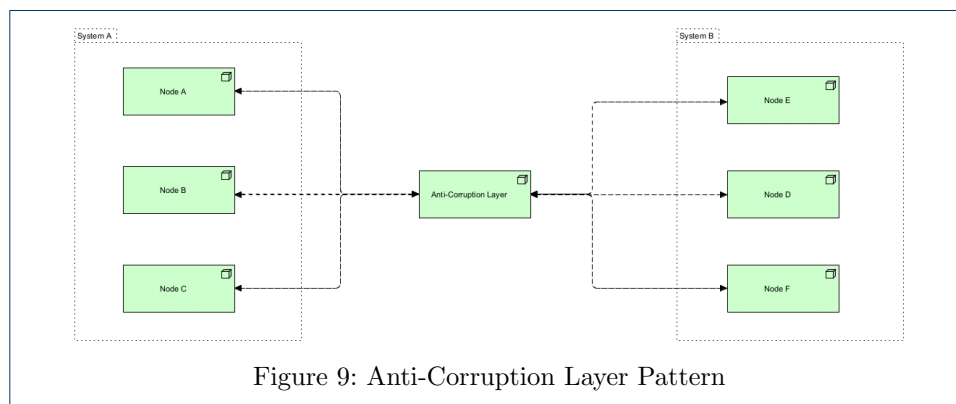 System A
System B
Node A
Node E
Node B
Anti-Corruption Layer
Node D
Node C
Node F
Figure 9: Anti-Corruption Layer Pattern